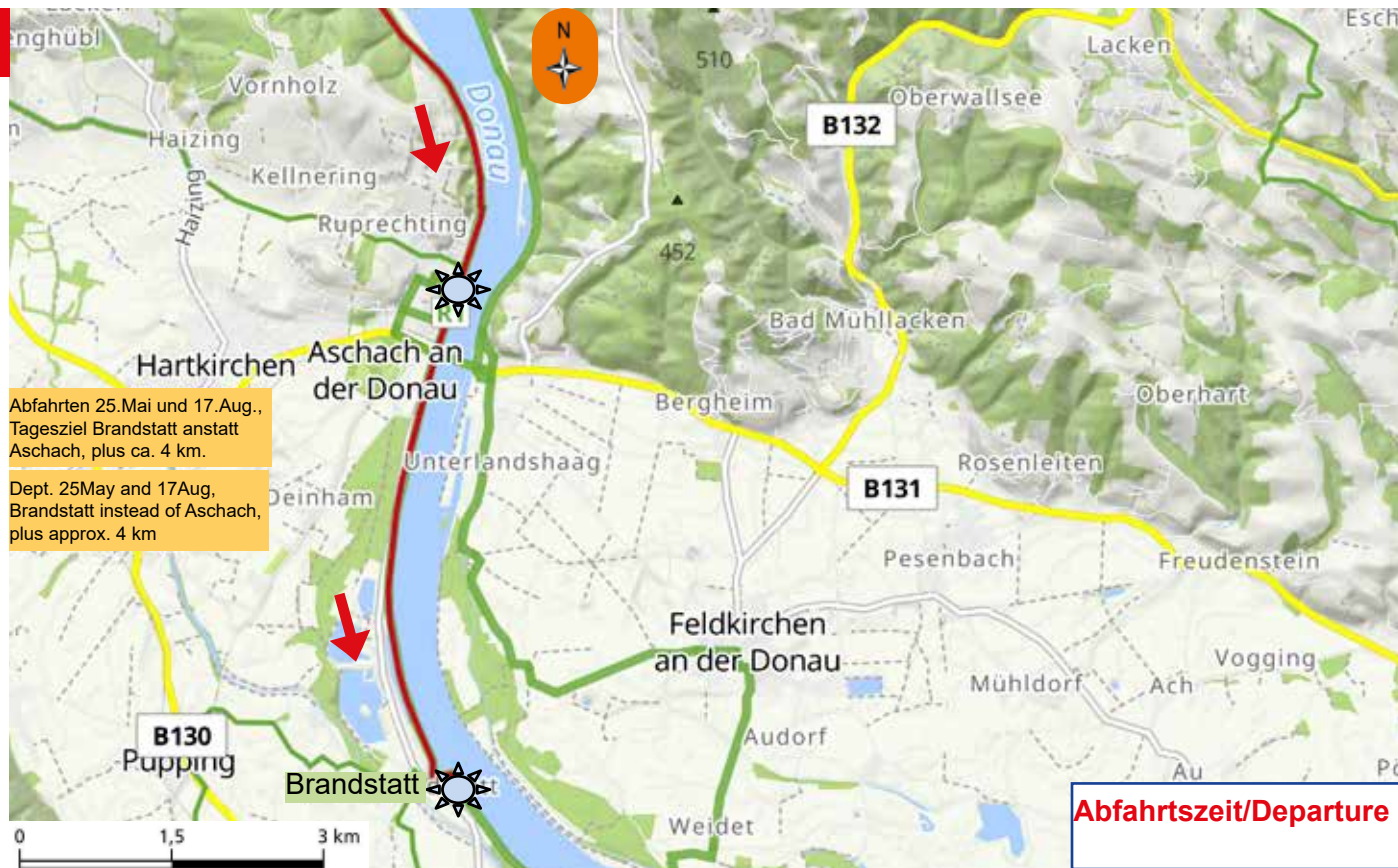 enghübl
Vornholz
Haizing
Kellnering
Haizing
Ruprechting
Donau
N
510
452
Lacken
Oberwallsee
B132
Bad Mühllacken
Hartkirchen
Aschach an
der Donau
Bergheim
Oberhart
Abfahrten 25.Mai und 17.Aug.,
Tagesziel Brandstatt anstatt
Aschach, plus ca. 4 km.
Dept. 25May and 17Aug,
Brandstatt instead of Aschach,
plus approx. 4 km
Unterlandshaag
Deinham
Rosenleiten
B131
Pesenbach
Freudenstein
Feldkirchen
an der Donau
Vogging
Mühldorf
Ach
B130
Pupping
Audorf
Au
Brandstatt
Weidet
Abfahrtszeit/Departure
0 1,5 3 km